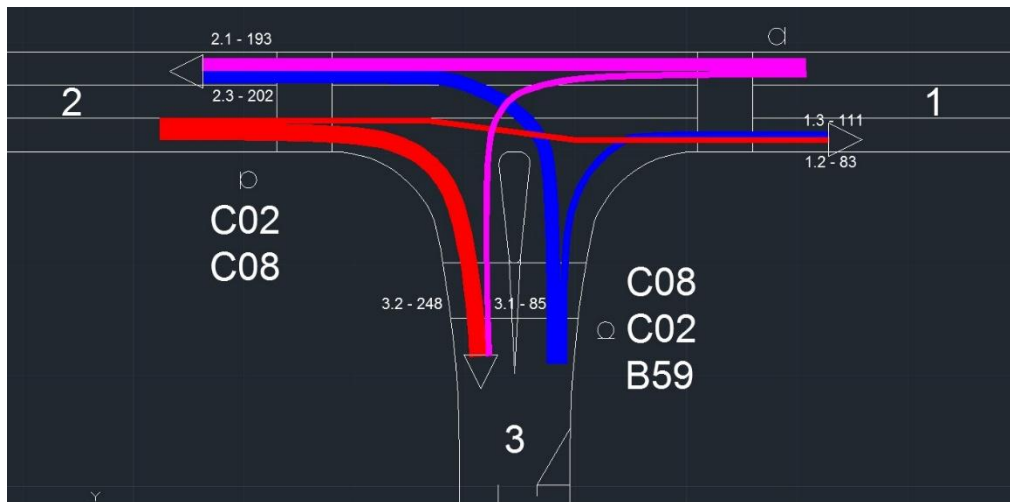 2.1 - 193
2.3 - 202
2
1
1.3 - 111
1.2 - 83
C02
C08
3.2 - 248
3.1 - 85
C08
C02
B59
3
Y